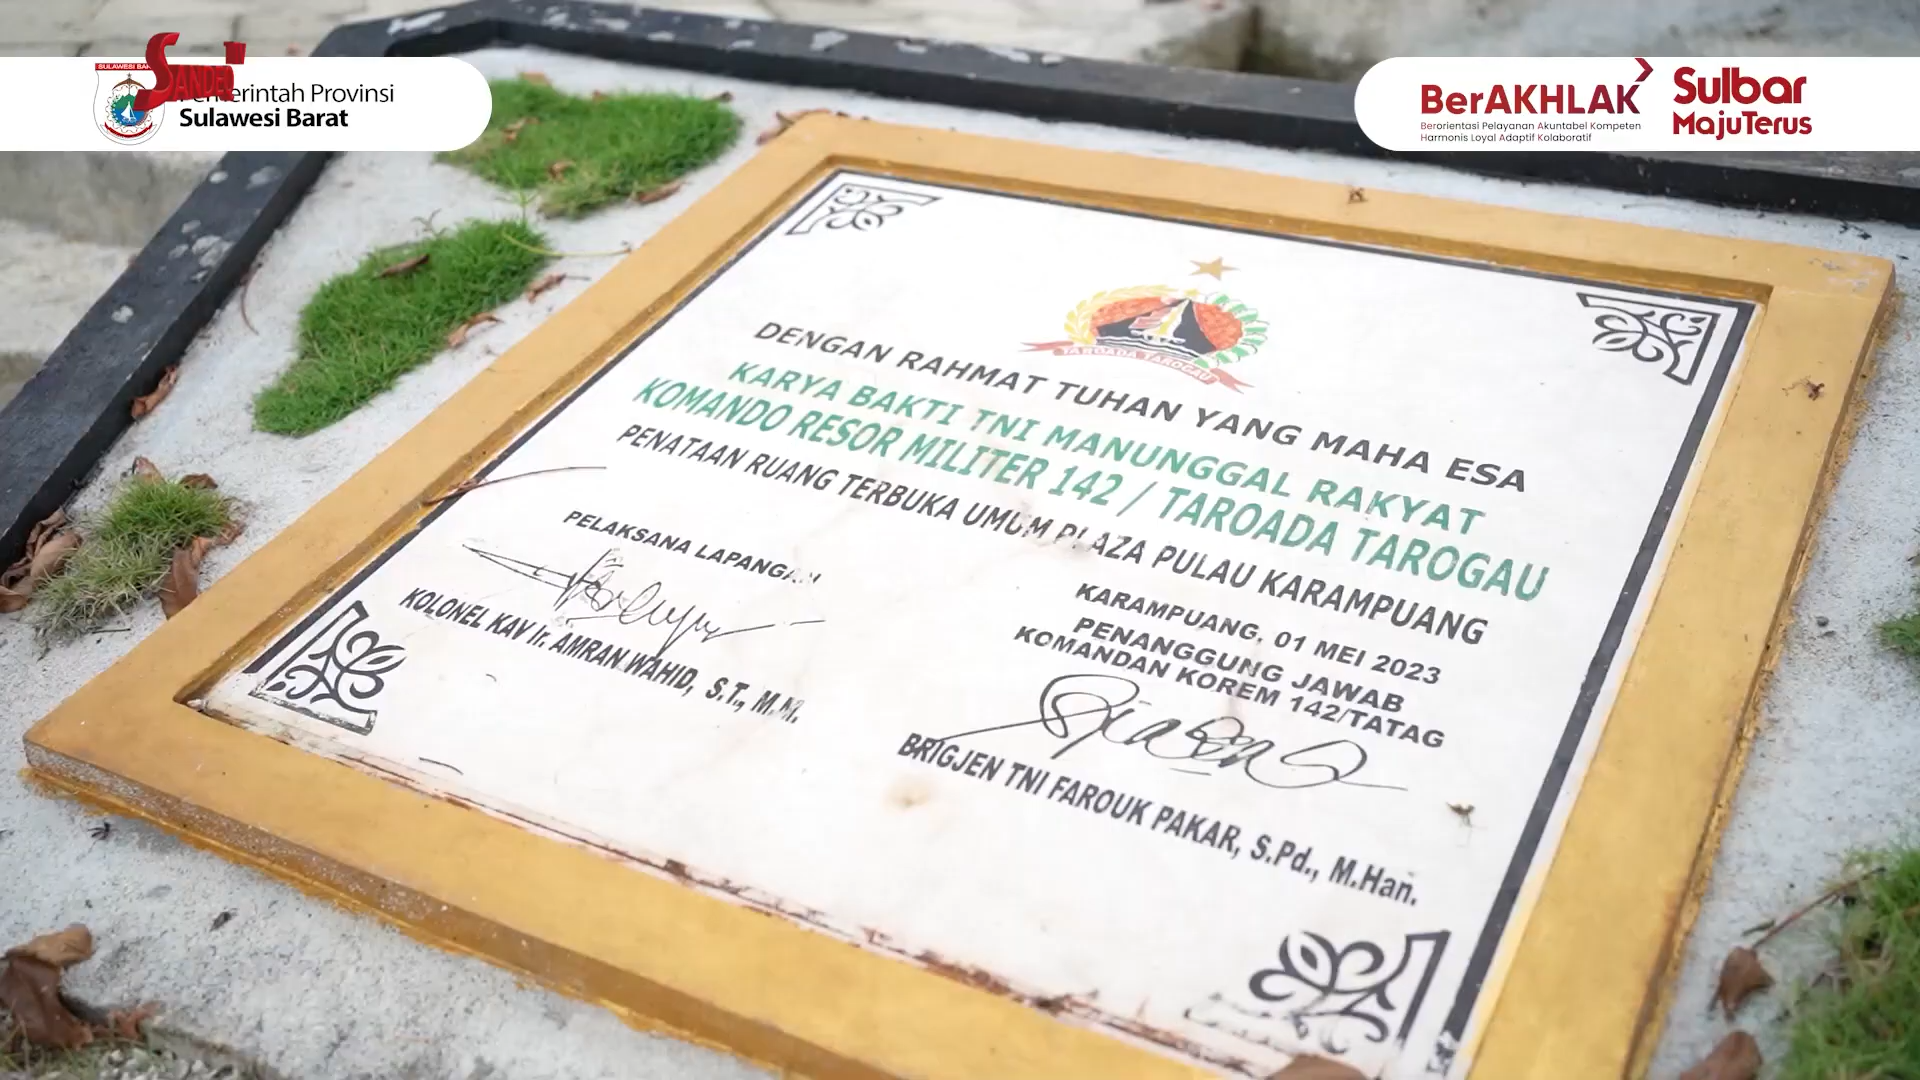 SULAWESI BARAT
SANDEQ
Pemerintah Provinsi
Sulawesi Barat
BerAKHLAK
Berorientasi Pelayanan Akuntabel Kompeten
Harmonis Loyal Adaptif Kolaboratif
Sulbar
MajuTerus
TAROADA TAROGAU
DENGAN RAHMAT TUHAN YANG MAHA ESA
KARYA BAKTI TNI MANUNGGAL RAKYAT
KOMANDO RESOR MILITER 142 / TAROADA TAROGAU
PENATAAN RUANG TERBUKA UMUM PLAZA PULAU KARAMPUANG
PELAKSANA LAPANGAN
KOLONEL KAV Ir. AMRAN WAHID, S.T., M.M.
KARAMPUANG, 01 MEI 2023
PENANGGUNG JAWAB
KOMANDAN KOREM 142/TATAG
BRIGJEN TNI FAROUK PAKAR, S.Pd., M.Han.